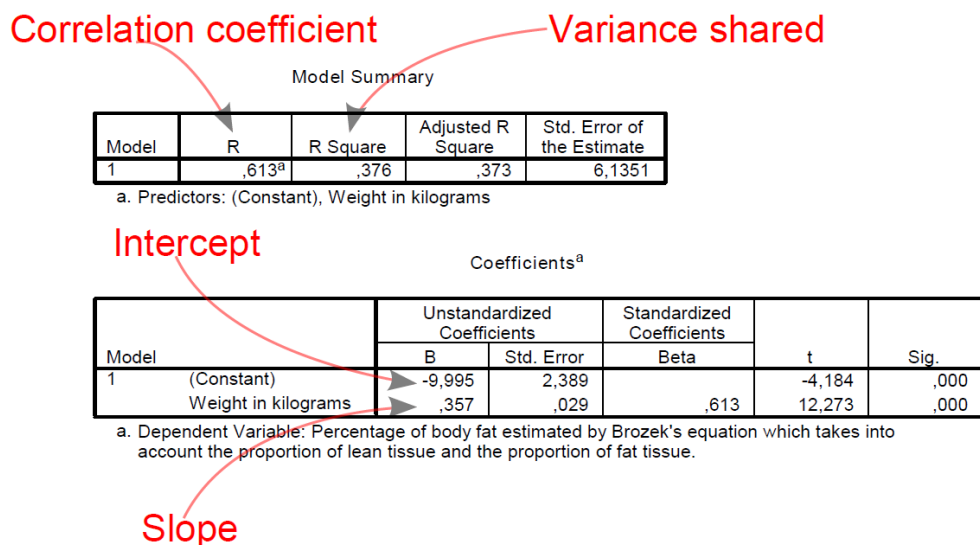 Correlation coefficient Variance shared
Model Summary
Model R R Square Adjusted R Square Std. Error of the Estimate
1 ,613a ,376 ,373 6,1351
a. Predictors: (Constant), Weight in kilograms
Intercept
Coefficientsa
Unstandardized Coefficients Standardized Coefficients
Model B Std. Error Beta t Sig.
1 (Constant) -9,995 2,389 -4,184 ,000
Weight in kilograms ,357 ,029 ,613 12,273 ,000
a. Dependent Variable: Percentage of body fat estimated by Brozek's equation which takes into
account the proportion of lean tissue and the proportion of fat tissue.
Slope